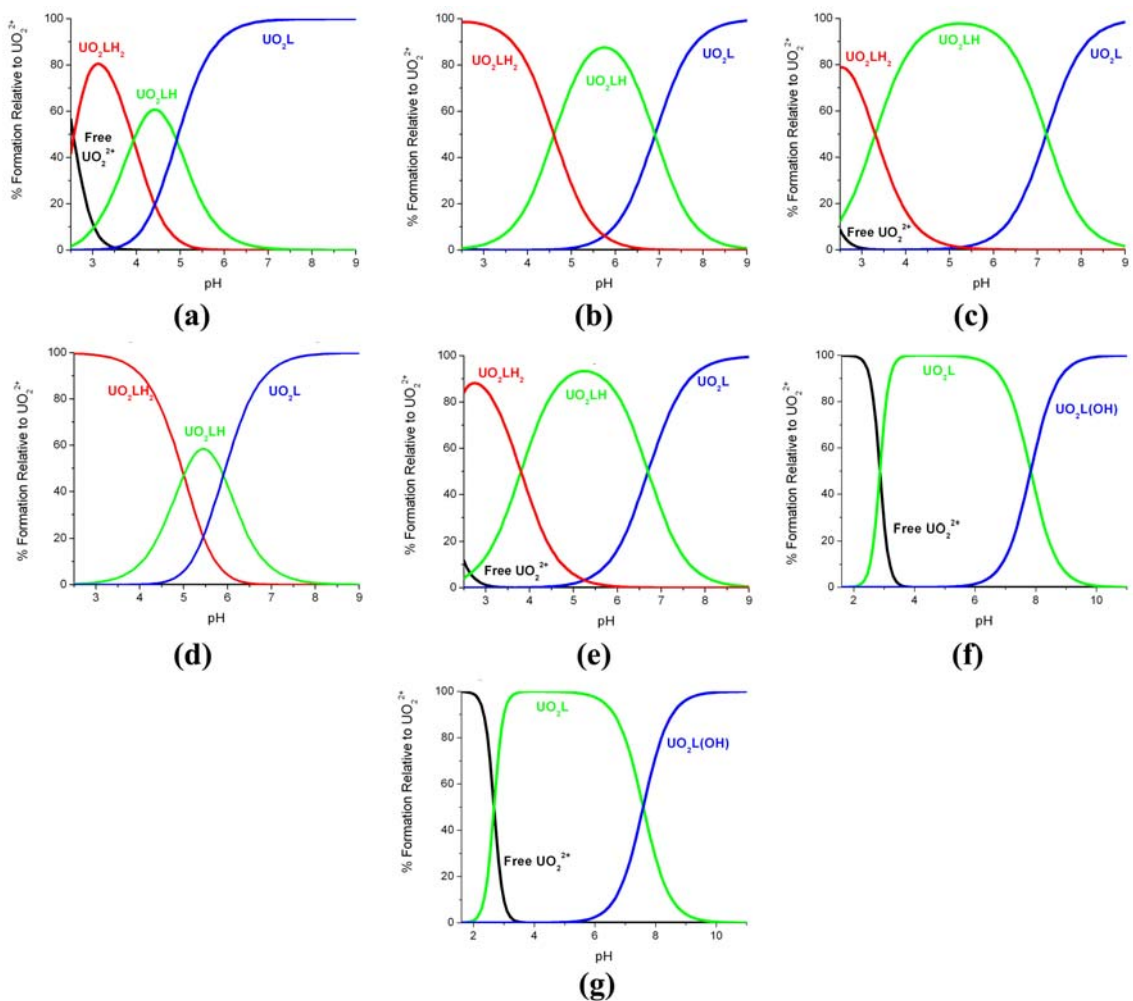 % Formation Relative to UO₂²⁺
100
80
60
40
20
0
UO₂LH₂
Free
UO₂²⁺
UO₂LH
UO₂L
3 4 5 6 7 8 9
pH
(a)
% Formation Relative to UO₂²⁺
100
80
60
40
20
0
UO₂LH₂
UO₂LH
UO₂L
3 4 5 6 7 8 9
pH
(b)
% Formation Relative to UO₂²⁺
100
80
60
40
20
0
UO₂LH₂
UO₂LH
UO₂L
Free UO₂²⁺
3 4 5 6 7 8 9
pH
(c)
% Formation Relative to UO₂²⁺
100
80
60
40
20
0
UO₂LH₂
UO₂LH
UO₂L
3 4 5 6 7 8 9
pH
(d)
% Formation Relative to UO₂²⁺
100
80
60
40
20
0
UO₂LH₂
UO₂LH
UO₂L
Free UO₂²⁺
3 4 5 6 7 8 9
pH
(e)
% Formation Relative to UO₂²⁺
100
80
60
40
20
0
UO₂L
UO₂L(OH)
Free UO₂²⁺
2 4 6 8 10
pH
(f)
% Formation Relative to UO₂²⁺
100
80
60
40
20
0
UO₂L
UO₂L(OH)
Free UO₂²⁺
2 4 6 8 10
pH
(g)